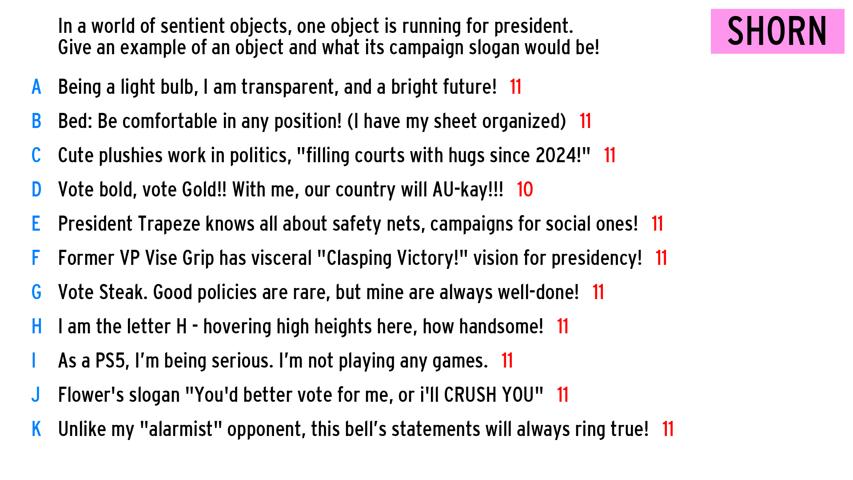 In a world of sentient objects, one object is running for president.
Give an example of an object and what its campaign slogan would be!
SHORN
A Being a light bulb, I am transparent, and a bright future! 11
B Bed: Be comfortable in any position! (I have my sheet organized) 11
C Cute plushies work in politics, "filling courts with hugs since 2024!" 11
D Vote bold, vote Gold!! With me, our country will AU-kay!!! 10
E President Trapeze knows all about safety nets, campaigns for social ones! 11
F Former VP Vise Grip has visceral "Clasping Victory!" vision for presidency! 11
G Vote Steak. Good policies are rare, but mine are always well-done! 11
H I am the letter H - hovering high heights here, how handsome! 11
I As a PS5, I'm being serious. I'm not playing any games. 11
J Flower's slogan "You'd better vote for me, or i'll CRUSH YOU" 11
K Unlike my "alarmist" opponent, this bell's statements will always ring true! 11